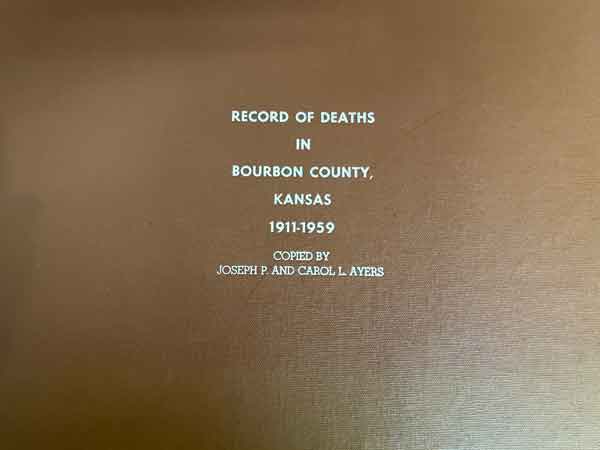 RECORD OF DEATHS
IN
BOURBON COUNTY,
KANSAS
1911-1959
COPIED BY
JOSEPH P. AND CAROL L. AYERS